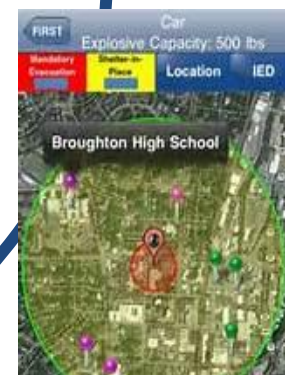 FIRST
Car
Explosive Capacity: 500 lbs
Mandatory
Evacuation
Shelter-in-
Place
Location
IED
Broughton High School